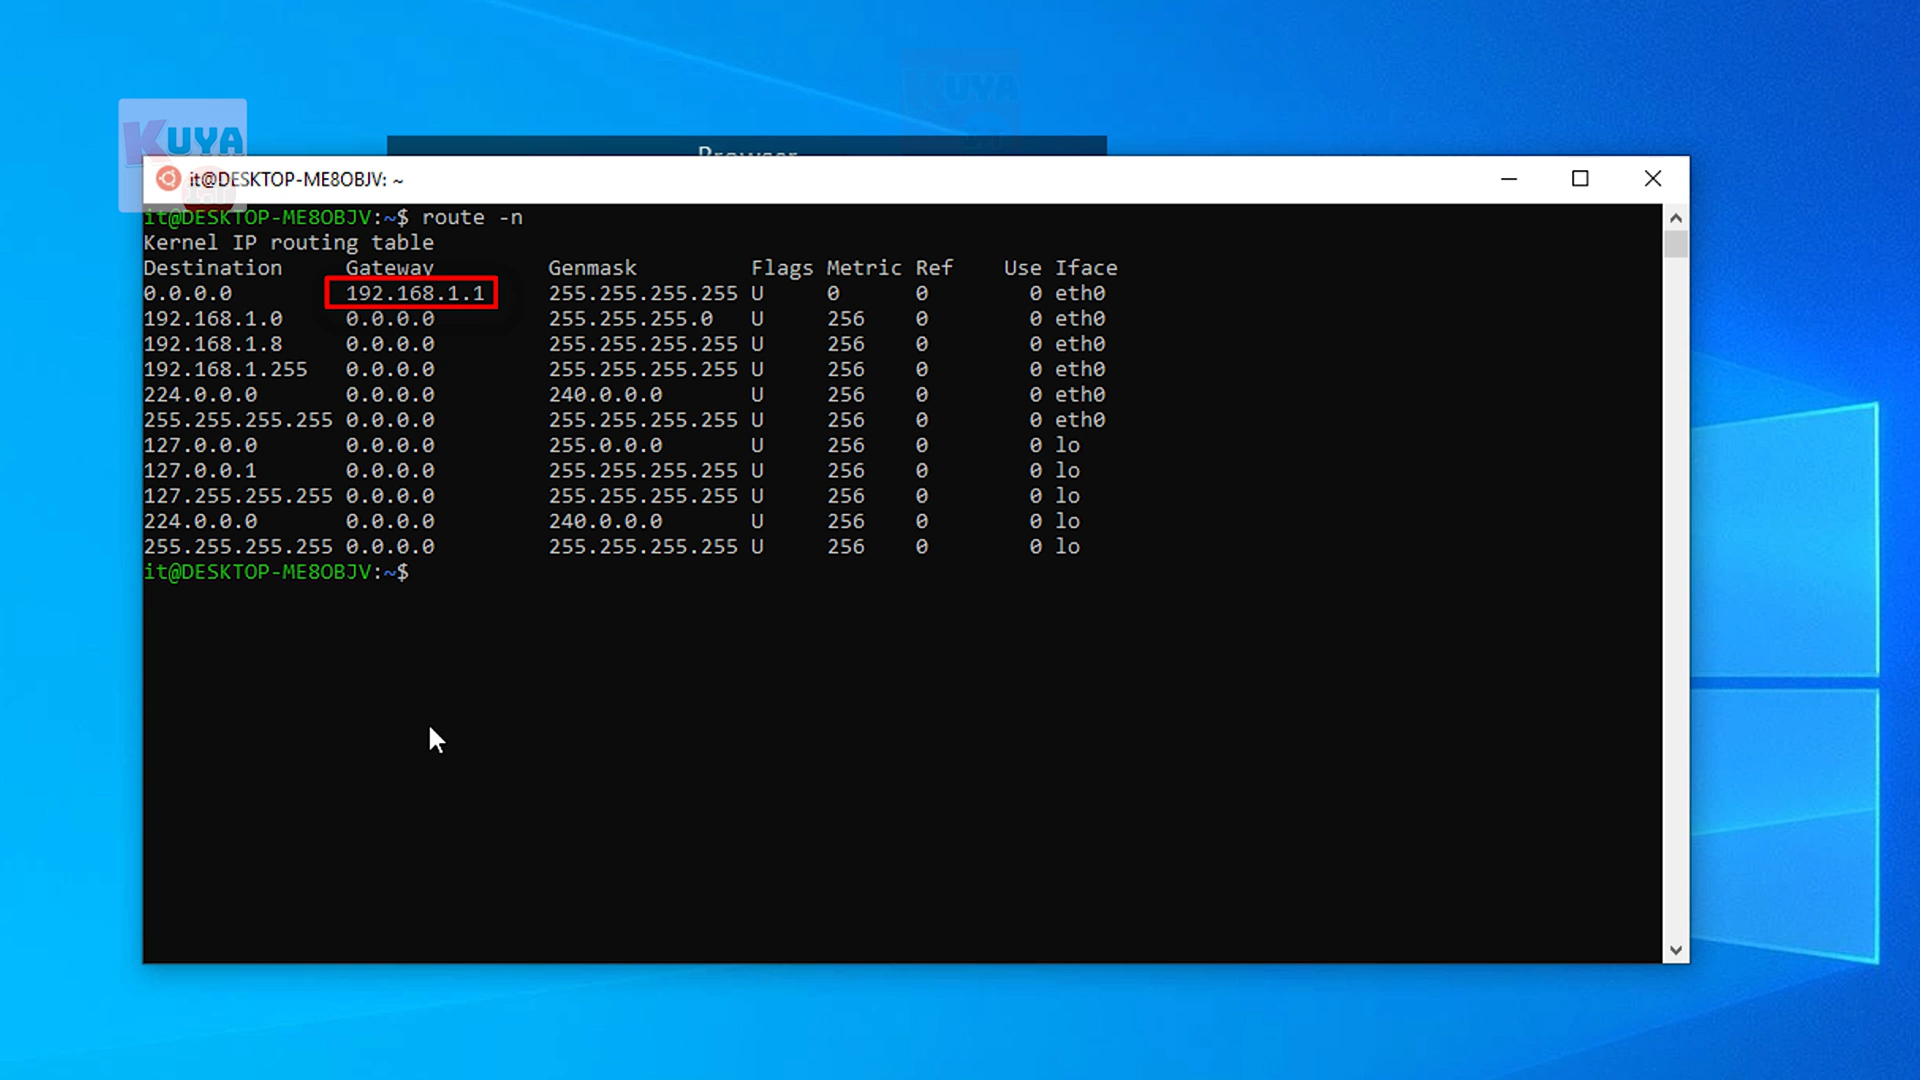 KUYA
KUYA
Browser
it@DESKTOP-ME8OBJV: ~
it@DESKTOP-ME8OBJV:~$ route -n
Kernel IP routing table
Destination Gateway Genmask Flags Metric Ref Use Iface
0.0.0.0 192.168.1.1 255.255.255.255 U 0 0 0 eth0
192.168.1.0 0.0.0.0 255.255.255.0 U 256 0 0 eth0
192.168.1.8 0.0.0.0 255.255.255.255 U 256 0 0 eth0
192.168.1.255 0.0.0.0 255.255.255.255 U 256 0 0 eth0
224.0.0.0 0.0.0.0 240.0.0.0 U 256 0 0 eth0
255.255.255.255 0.0.0.0 255.255.255.255 U 256 0 0 eth0
127.0.0.0 0.0.0.0 255.0.0.0 U 256 0 0 lo
127.0.0.1 0.0.0.0 255.255.255.255 U 256 0 0 lo
127.255.255.255 0.0.0.0 255.255.255.255 U 256 0 0 lo
224.0.0.0 0.0.0.0 240.0.0.0 U 256 0 0 lo
255.255.255.255 0.0.0.0 255.255.255.255 U 256 0 0 lo
it@DESKTOP-ME8OBJV:~$